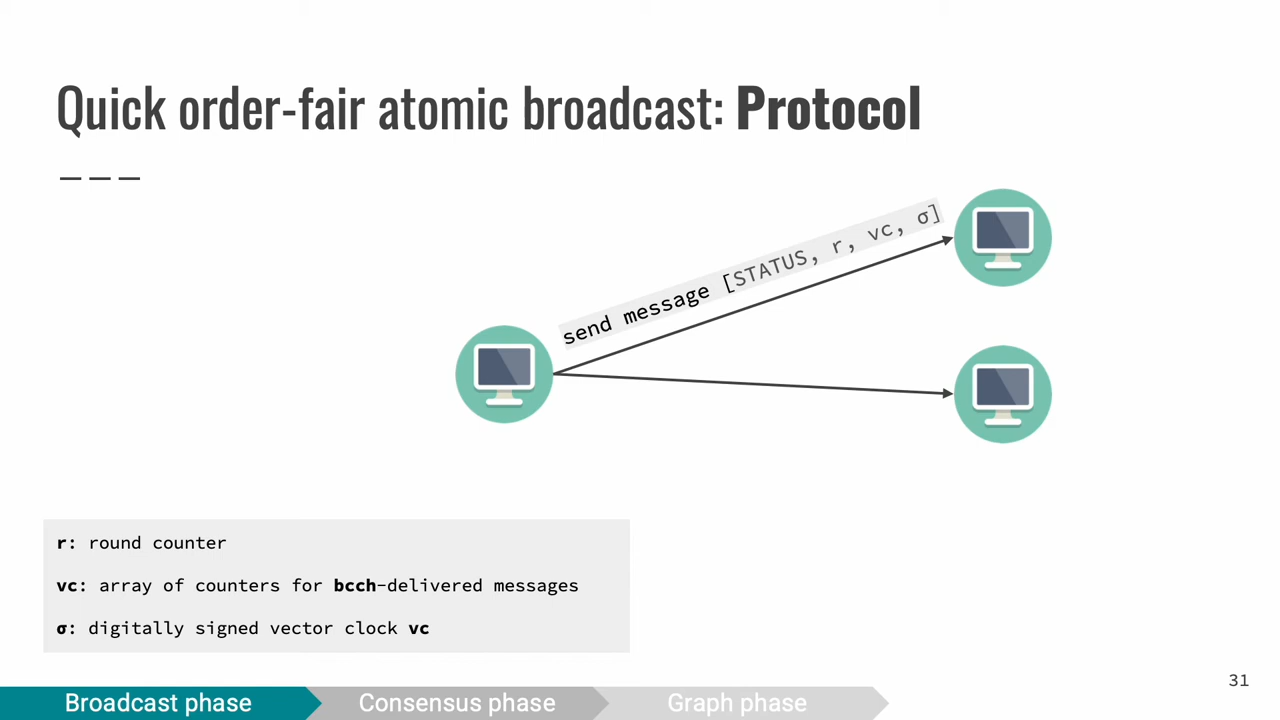 Quick order-fair atomic broadcast: Protocol
send message [STATUS, r, vc, σ]
r: round counter
vc: array of counters for bcch-delivered messages
σ: digitally signed vector clock vc
31
Broadcast phase
Consensus phase
Graph phase